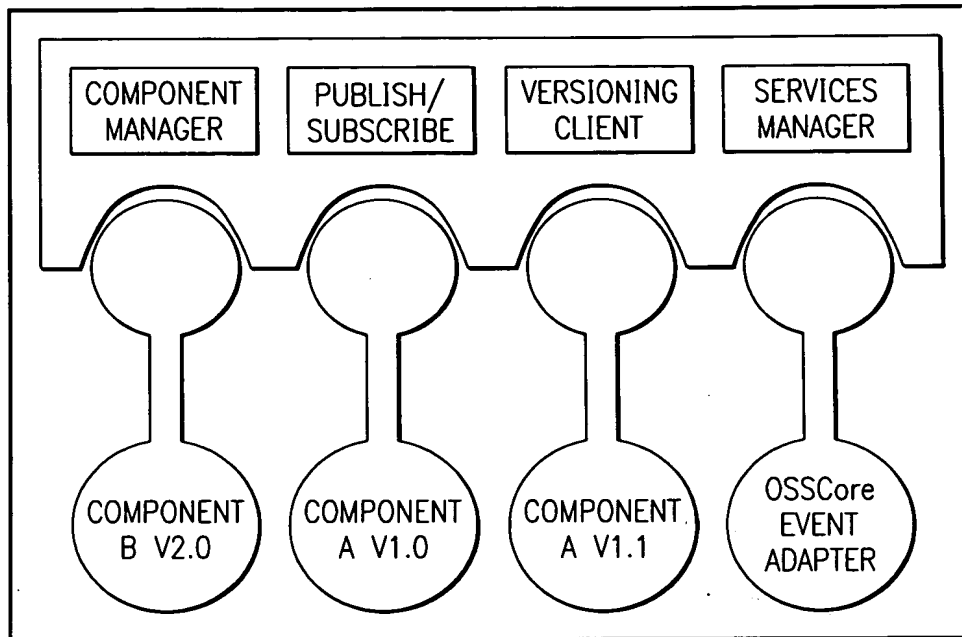 COMPONENT
MANAGER
PUBLISH/
SUBSCRIBE
VERSIONING
CLIENT
SERVICES
MANAGER
COMPONENT
B V2.0
COMPONENT
A V1.0
COMPONENT
A V1.1
OSSCore
EVENT
ADAPTER